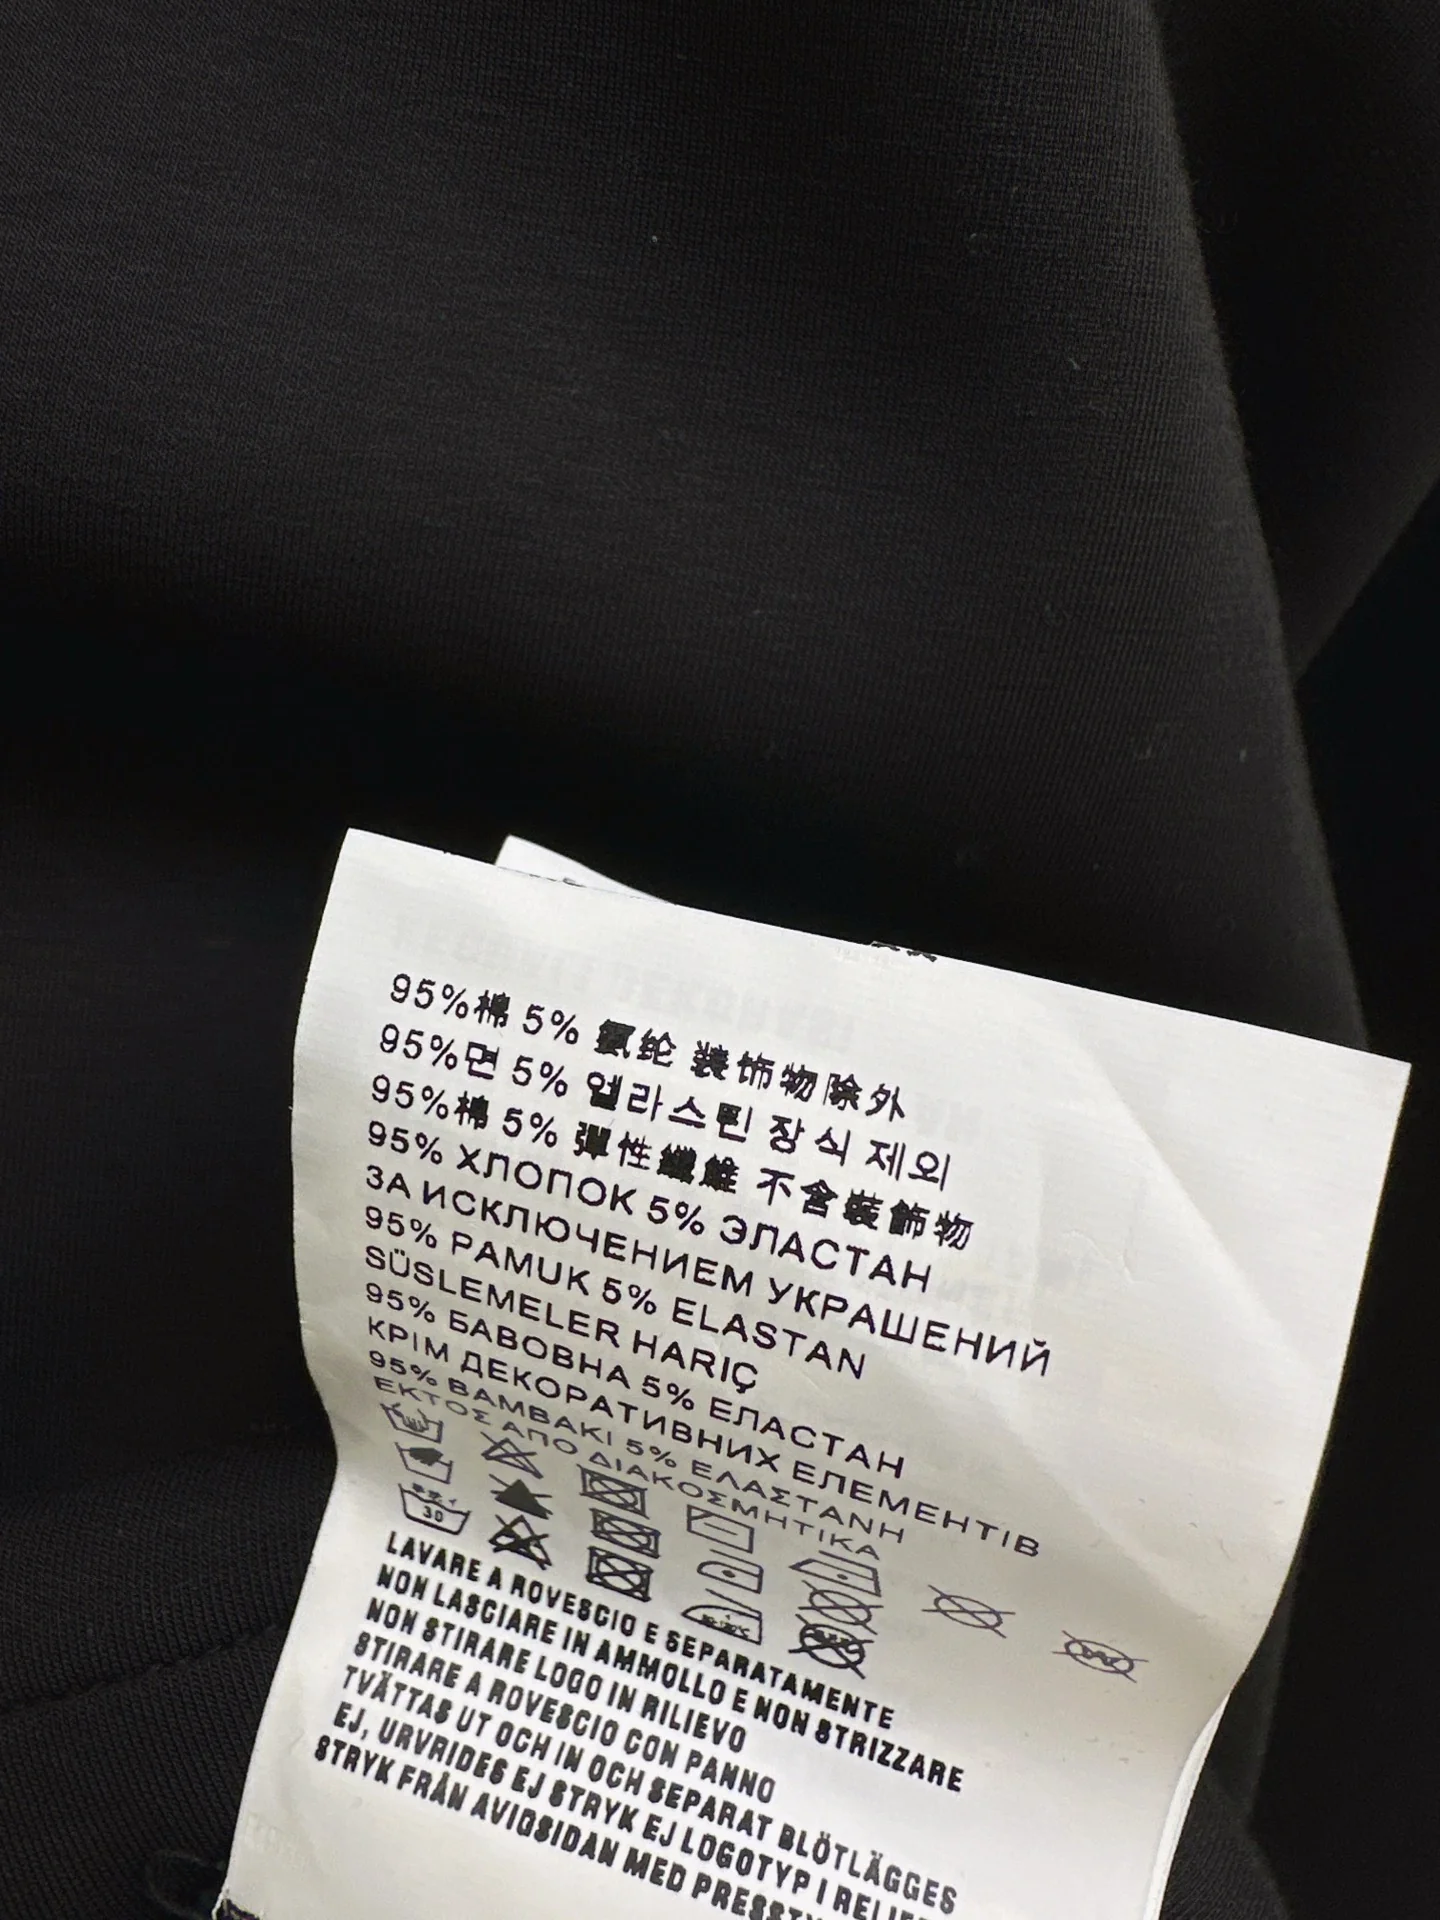 95%棉 5% 氨纶 装饰物除外
95%면 5% 엘라스틴 장식 제외
95%棉 5% 彈性纖維 不含裝飾物
95% ХЛОПОК 5% ЭЛАСТАН
ЗА ИСКЛЮЧЕНИЕМ УКРАШЕНИЙ
95% PAMUK 5% ELASTAN
SÜSLEMELER HARIÇ
95% БАВОВНА 5% ЕЛАСТАН
КРІМ ДЕКОРАТИВНИХ ЕЛЕМЕНТІВ
95% ΒΑΜΒΑΚΙ 5% ΕΛΑΣΤΑΝΗ
ΕΚΤΟΣ ΑΠΟ ΔΙΑΚΟΣΜΗΤΙΚΑ
30
LAVARE A ROVESCIO E SEPARATAMENTE
NON LASCIARE IN AMMOLLO E NON STRIZZARE
NON STIRARE LOGO IN RILIEVO
STIRARE A ROVESCIO CON PANNO
TVÄTTAS UT OCH IN OCH SEPARAT BLÖTLÄGGES
EJ, URVRIDES EJ STRYK EJ LOGOTYP I RELIEF
STRYK FRÅN AVIGSIDAN MED